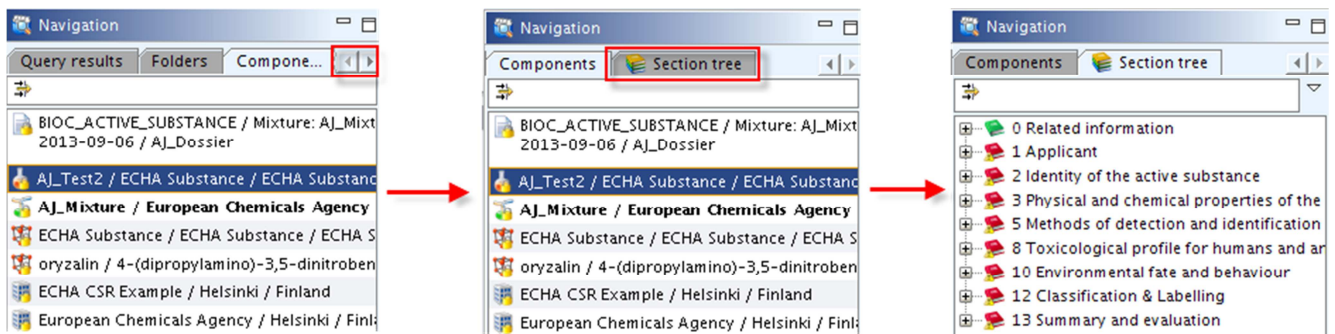 Navigation
Query results Folders Compone...
BIOC_ACTIVE_SUBSTANCE / Mixture: AJ_Mixt
2013-09-06 / AJ_Dossier
AJ_Test2 / ECHA Substance / ECHA Substanc
AJ_Mixture / European Chemicals Agency
ECHA Substance / ECHA Substance / ECHA S
oryzalin / 4-(dipropylamino)-3,5-dinitroben
ECHA CSR Example / Helsinki / Finland
European Chemicals Agency / Helsinki / Finl
Navigation
Components Section tree
BIOC_ACTIVE_SUBSTANCE / Mixture: AJ_Mixt
2013-09-06 / AJ_Dossier
AJ_Test2 / ECHA Substance / ECHA Substanc
AJ_Mixture / European Chemicals Agency
ECHA Substance / ECHA Substance / ECHA S
oryzalin / 4-(dipropylamino)-3,5-dinitroben
ECHA CSR Example / Helsinki / Finland
European Chemicals Agency / Helsinki / Finl
Navigation
Components Section tree
0 Related information
1 Applicant
2 Identity of the active substance
3 Physical and chemical properties of the
5 Methods of detection and identification
8 Toxicological profile for humans and an
10 Environmental fate and behaviour
12 Classification & Labelling
13 Summary and evaluation